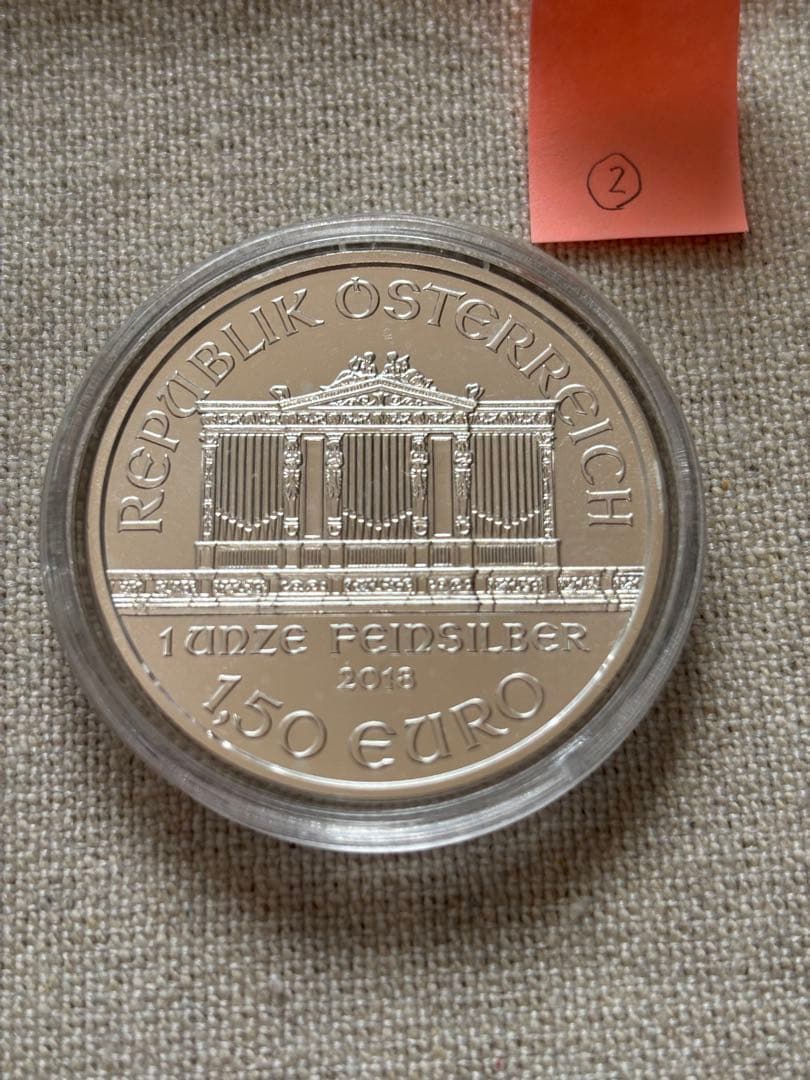 2
REPUBLIK ÖSTERREICH
1 UNZE FEINSILBER
2018
1,50 EURO